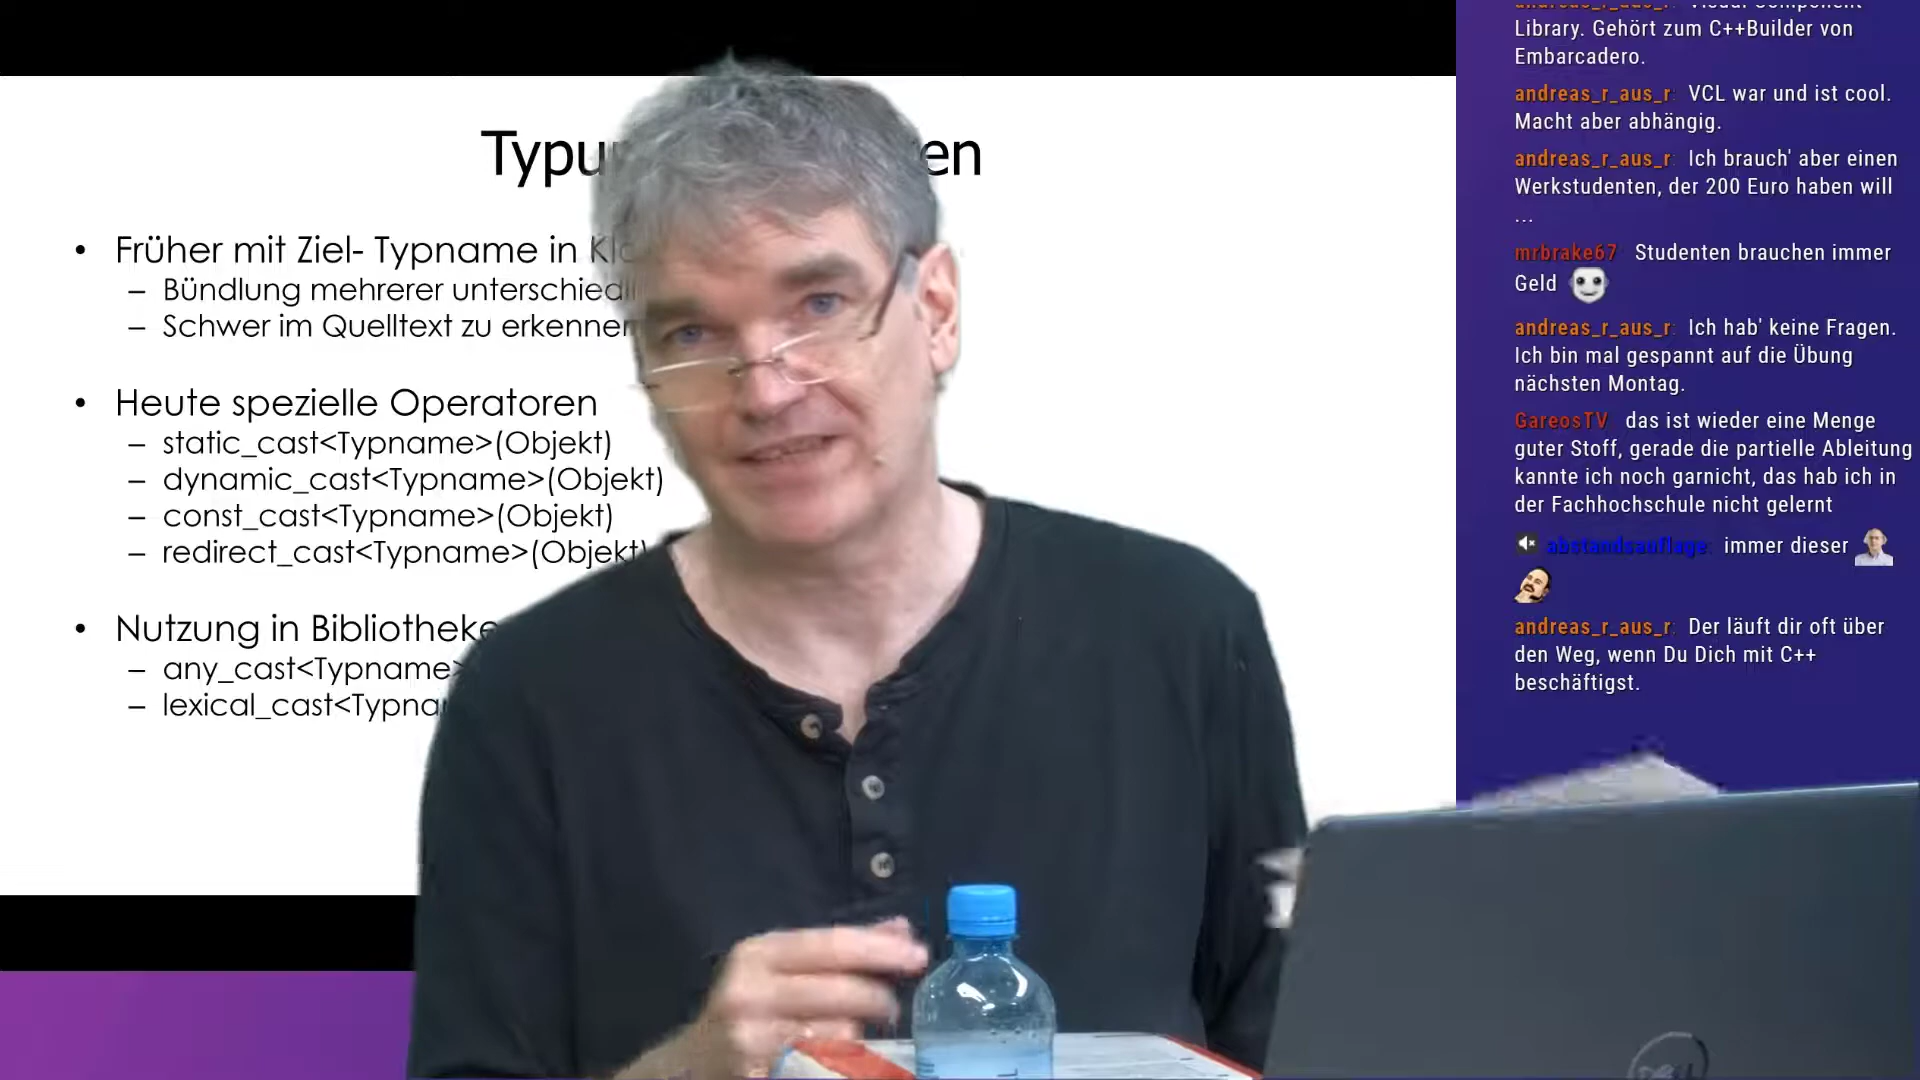 Typu
en
• Früher mit Ziel- Typname in Kl
– Bündlung mehrerer unterschiedli
– Schwer im Quelltext zu erkennen
• Heute spezielle Operatoren
– static_cast<Typname>(Objekt)
– dynamic_cast<Typname>(Objekt)
– const_cast<Typname>(Objekt)
– redirect_cast<Typname>(Objekt)
• Nutzung in Bibliotheke
– any_cast<Typname>
– lexical_cast<Typna
andreas_r_aus_r: Visual Component
Library. Gehört zum C++Builder von
Embarcadero.
andreas_r_aus_r: VCL war und ist cool.
Macht aber abhängig.
andreas_r_aus_r: Ich brauch' aber einen
Werkstudenten, der 200 Euro haben will
...
mrbrake67: Studenten brauchen immer
Geld
andreas_r_aus_r: Ich hab' keine Fragen.
Ich bin mal gespannt auf die Übung
nächsten Montag.
GareosTV: das ist wieder eine Menge
guter Stoff, gerade die partielle Ableitung
kannte ich noch garnicht, das hab ich in
der Fachhochschule nicht gelernt
abstandsauflage: immer dieser
andreas_r_aus_r: Der läuft dir oft über
den Weg, wenn Du Dich mit C++
beschäftigst.